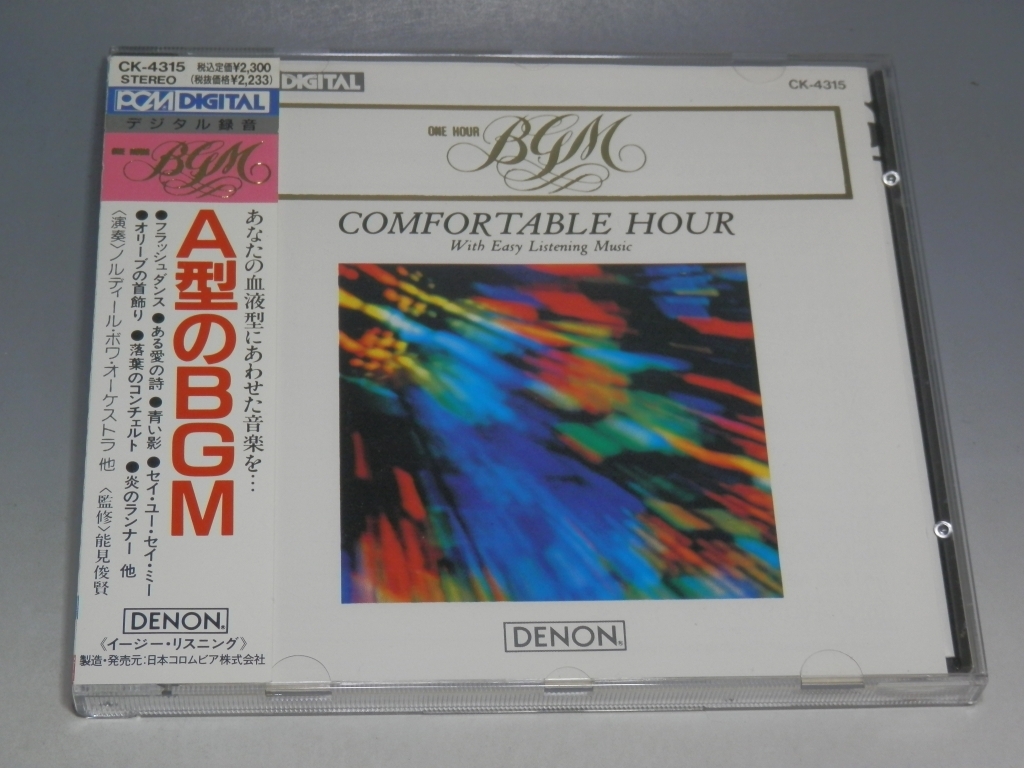 CK-4315 税込定価¥2,300
STEREO (税抜価格¥2,233)
PCM DIGITAL
デジタル録音
BGM
あなたの血液型にあわせた音楽を…
A型のBGM
●フラッシュダンス ●ある愛の詩 ●青い影 ●セイ・ユー・セイ・ミー
●オリーブの首飾り ●落葉のコンチェルト ●炎のランナー 他
〈演奏〉ノルディール・ボワ・オーケストラ 他 〈監修〉能見俊賢
DENON®
《イージー・リスニング》
製造・発売元:日本コロムビア株式会社
DIGITAL
CK-4315
ONE HOUR BGM
COMFORTABLE HOUR
With Easy Listening Music
DENON®